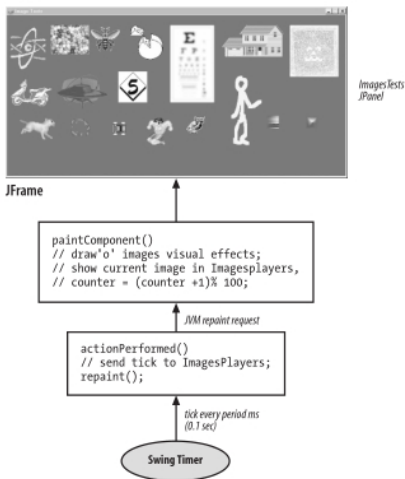 Image Tests
E
F P
5
ImagesTests
JPanel
JFrame
paintComponent()
// draw'o' images visual effects;
// show current image in Imagesplayers,
// counter = (counter +1)% 100;
JVM repaint request
actionPerformed()
// send tick to ImagesPlayers;
repaint();
tick every period ms
(0.1 sec)
Swing Timer